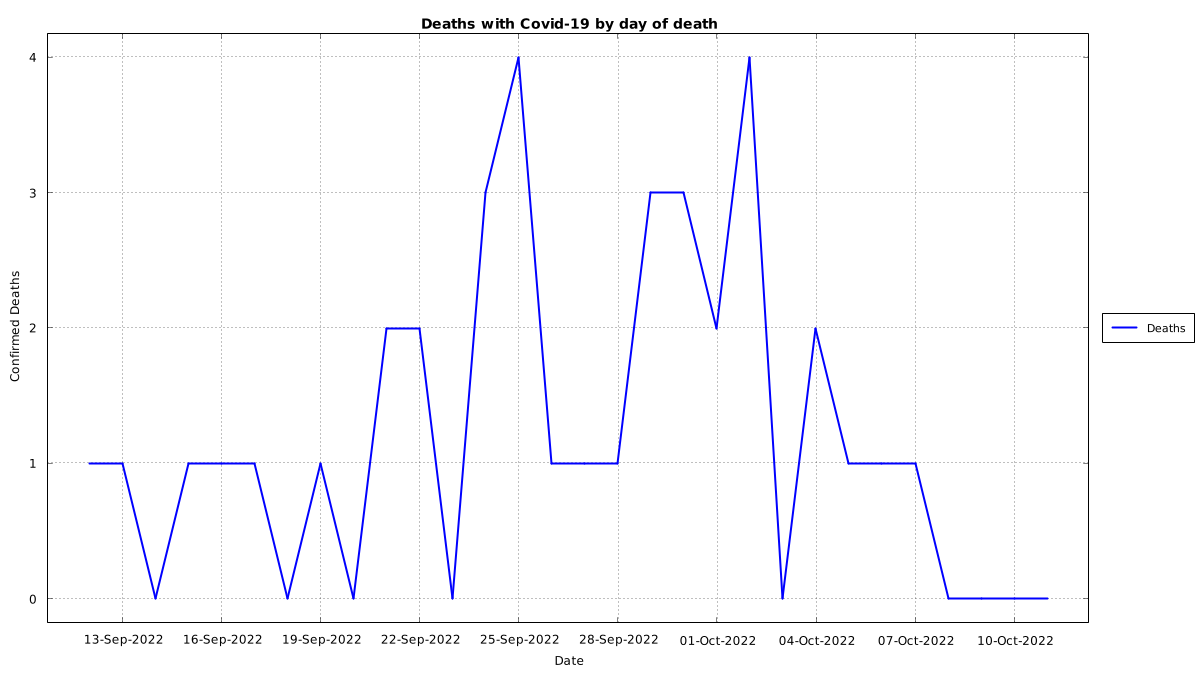 Deaths with Covid-19 by day of death
4
3
2
1
0
Confirmed Deaths
13-Sep-2022 16-Sep-2022 19-Sep-2022 22-Sep-2022 25-Sep-2022 28-Sep-2022 01-Oct-2022 04-Oct-2022 07-Oct-2022 10-Oct-2022
Date
Deaths